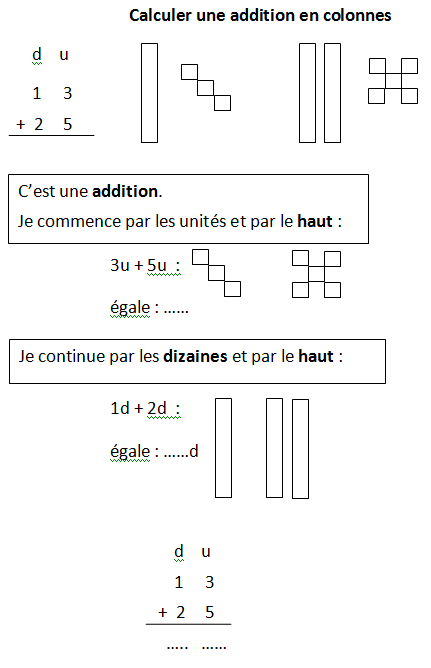 Calculer une addition en colonnes
d u
1 3
+ 2 5
C’est une addition.
Je commence par les unités et par le haut :
3u + 5u :
égale : ……
Je continue par les dizaines et par le haut :
1d + 2d :
égale : ……d
d u
1 3
+ 2 5
….. ……